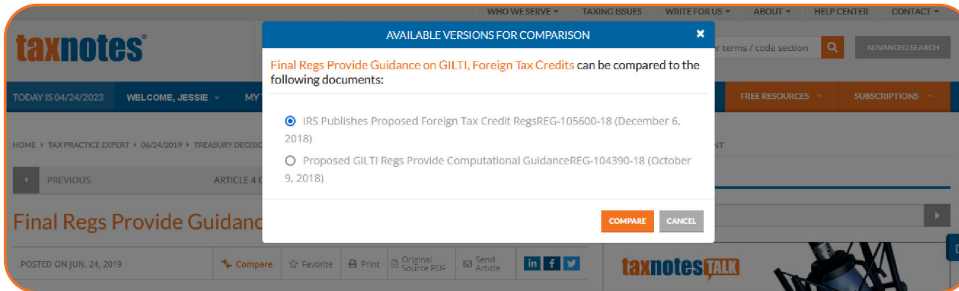 WHO WE SERVE TAXING ISSUES WRITE FOR US ABOUT HELP CENTER CONTACT
taxnotes®
AVAILABLE VERSIONS FOR COMPARISON
r terms / code section ADVANCED SEARCH
Final Regs Provide Guidance on GILTI, Foreign Tax Credits can be compared to the
following documents:
TODAY IS 04/24/2023 WELCOME, JESSIE MY FREE RESOURCES SUBSCRIPTIONS
IRS Publishes Proposed Foreign Tax Credit RegsREG-105600-18 (December 6,
2018)
Proposed GILTI Regs Provide Computational GuidanceREG-104390-18 (October
9, 2018)
HOME TAX PRACTICE EXPERT 06/24/2019 TREASURY DECISIO NT
PREVIOUS ARTICLE 4 O
COMPARE CANCEL
Final Regs Provide Guidanc
POSTED ON JUN. 24, 2019 Compare Favorite Print Original Source PDF Send Article in f
taxnotes TALK